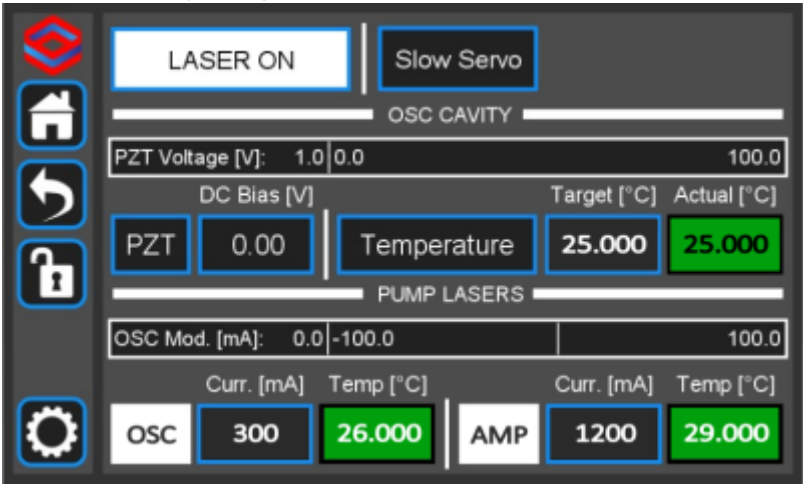 LASER ON Slow Servo
OSC CAVITY
PZT Voltage [V]: 1.0 0.0 100.0
DC Bias [V] Target [°C] Actual [°C]
PZT 0.00 Temperature 25.000 25.000
PUMP LASERS
OSC Mod. [mA]: 0.0 -100.0 100.0
Curr. [mA] Temp [°C] Curr. [mA] Temp [°C]
OSC 300 26.000 AMP 1200 29.000